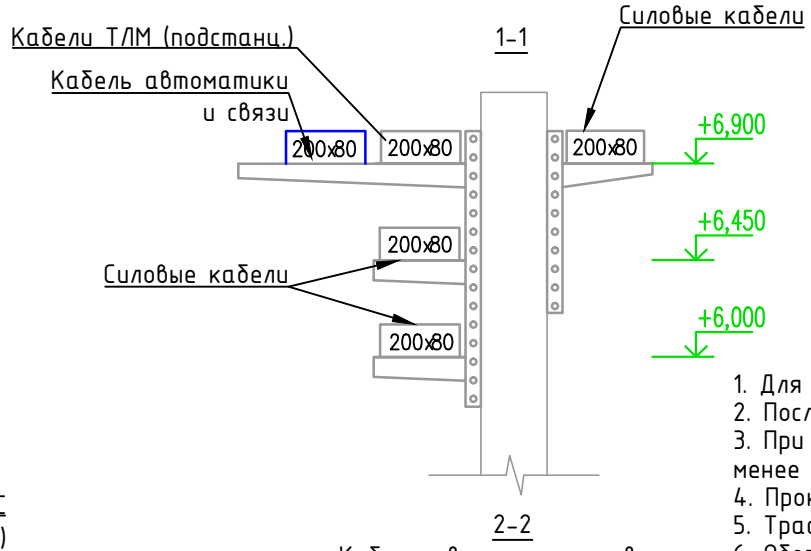 Силовые кабели
Кабели ТЛМ (подстанц.)
1-1
Кабель автоматики
и связи
200х80
200х80
200х80
+6,900
200х80
+6,450
Силовые кабели
200х80
+6,000
1. Для
2. Посл
3. При
менее
4. Прок
5. Трас
2-2
)